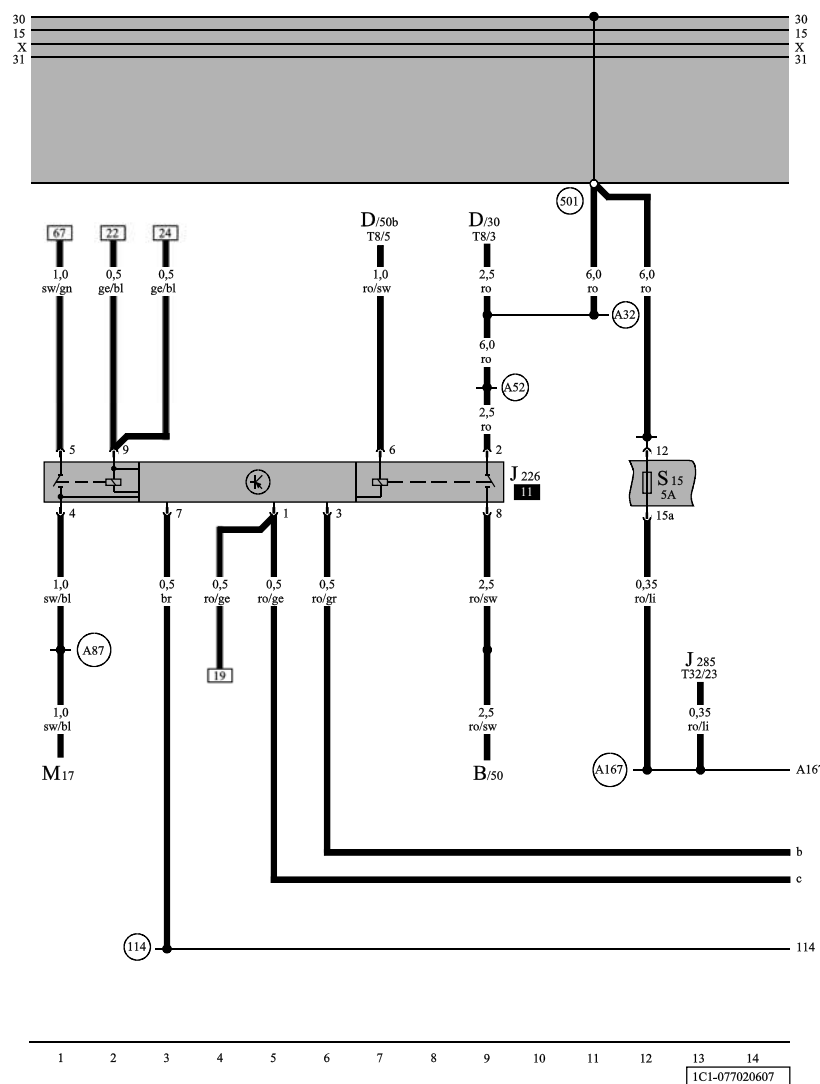 30 30
15 15
X X
31 31
501
67 22 24 D/50b D/30
T8/5 T8/3
1,0 0,5 0,5 1,0 2,5 6,0 6,0
sw/gn ge/bl ge/bl ro/sw ro ro ro
A32
6,0
ro
A52
2,5
ro
5 9 6 2 12
J 226
11
S 15
5A
4 7 1 3 8 15a
1,0 0,5 0,5 0,5 0,5 2,5 0,35
sw/bl br ro/ge ro/ge ro/gr ro/sw ro/li
A87
19
J 285
T32/23
1,0 2,5 0,35
sw/bl ro/sw ro/li
M 17 B/50 A167 A167
b
c
114 114
1 2 3 4 5 6 7 8 9 10 11 12 13 14
1C1-077020607